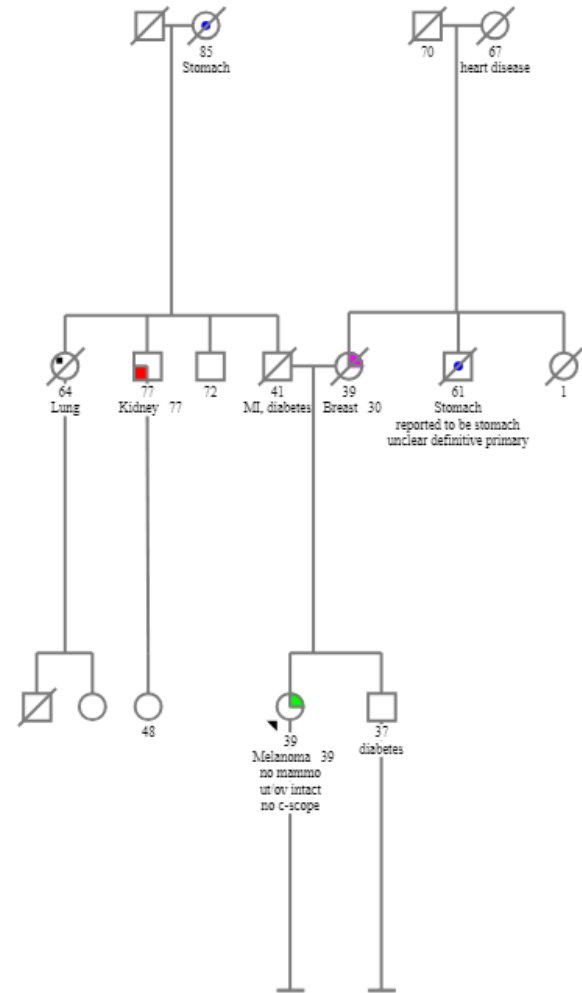 85
Stomach
70
67
heart disease
64
Lung
77
Kidney 77
72
41
MI, diabetes
39
Breast 30
61
Stomach
reported to be stomach
unclear definitive primary
1
48
39
Melanoma 39
no mammo
ut/ov intact
no c-scope
37
diabetes